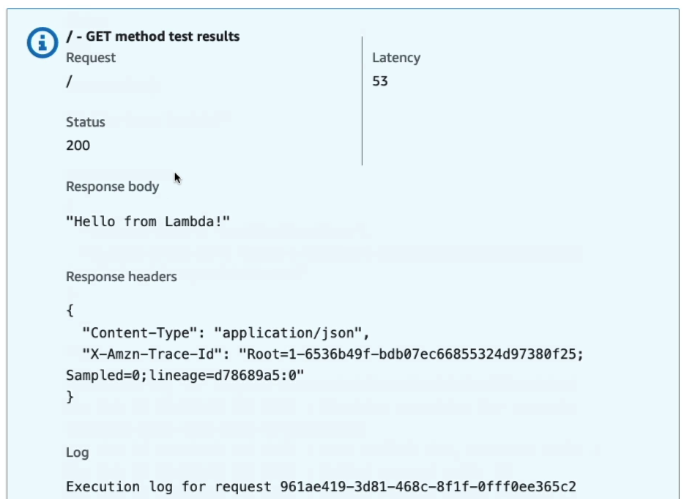 / - GET method test results
Request
Latency
/
53
Status
200
Response body
"Hello from Lambda!"
Response headers
{
"Content-Type": "application/json",
"X-Amzn-Trace-Id": "Root=1-6536b49f-bdb07ec66855324d97380f25;
Sampled=0;lineage=d78689a5:0"
}
Log
Execution log for request 961ae419-3d81-468c-8f1f-0fff0ee365c2